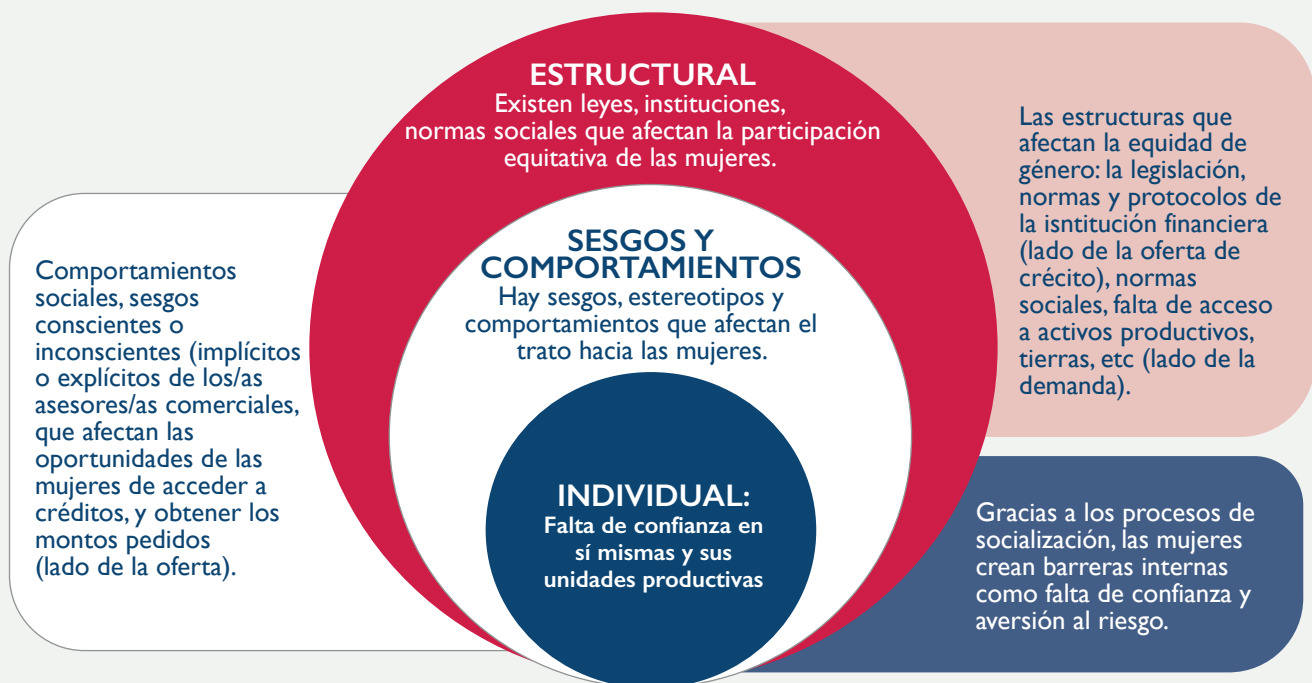 ESTRUCTURAL
Existen leyes, instituciones,
normas sociales que afectan la participación
equitativa de las mujeres.
SESGOS Y
COMPORTAMIENTOS
Hay sesgos, estereotipos y
comportamientos que afectan el
trato hacia las mujeres.
INDIVIDUAL:
Falta de confianza en
sí mismas y sus
unidades productivas
Comportamientos
sociales, sesgos
conscientes o
inconscientes (implícitos
o explícitos de los/as
asesores/as comerciales,
que afectan las
oportunidades de las
mujeres de acceder a
créditos, y obtener los
montos pedidos
(lado de la oferta).
Las estructuras que
afectan la equidad de
género: la legislación,
normas y protocolos de
la isntitución financiera
(lado de la oferta de
crécito), normas
sociales, falta de acceso
a activos productivos,
tierras, etc (lado de la
demanda).
Gracias a los procesos de
socialización, las mujeres
crean barreras internas
como falta de confianza y
aversión al riesgo.